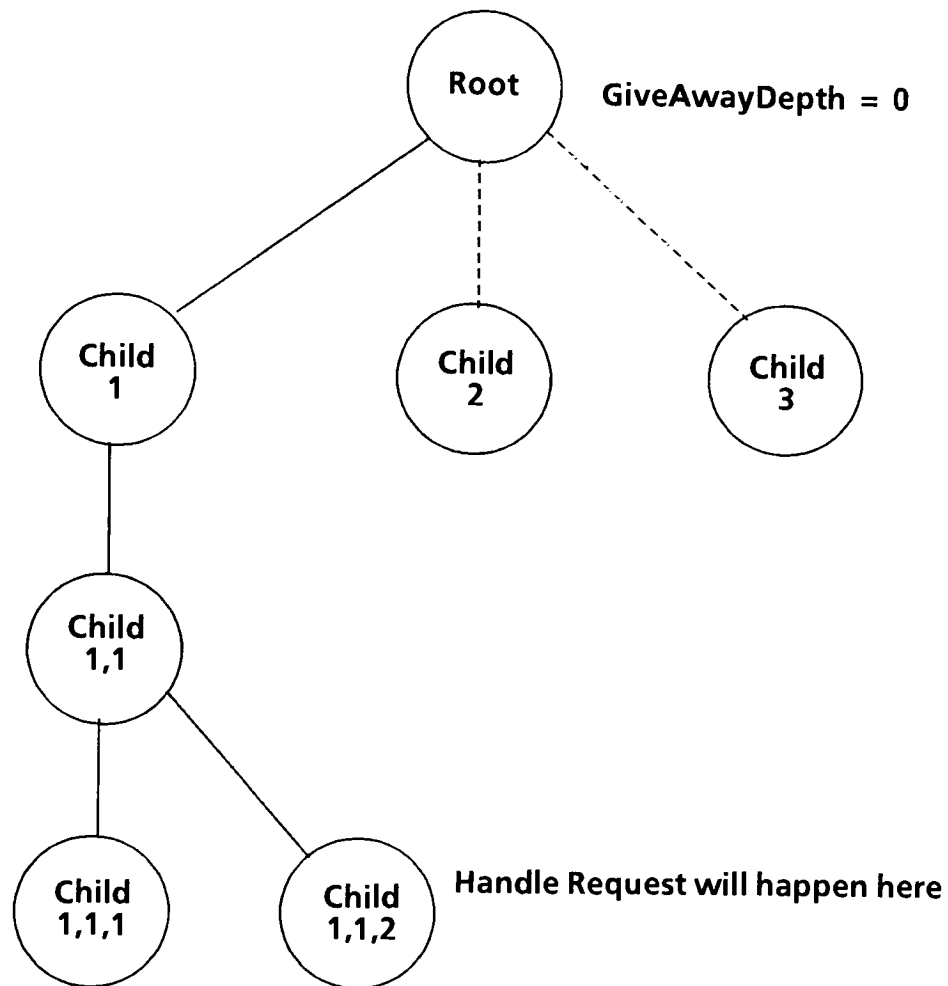 Root
GiveAwayDepth = 0
Child
1
Child
2
Child
3
Child
1,1
Child
1,1,1
Child
1,1,2
Handle Request will happen here